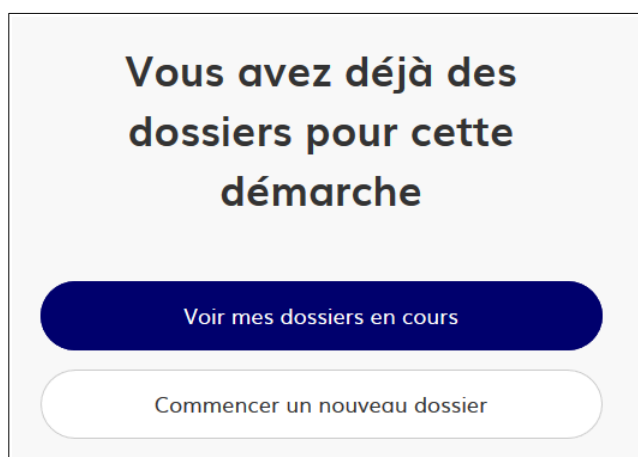 Vous avez déjà des
dossiers pour cette
démarche
Voir mes dossiers en cours
Commencer un nouveau dossier